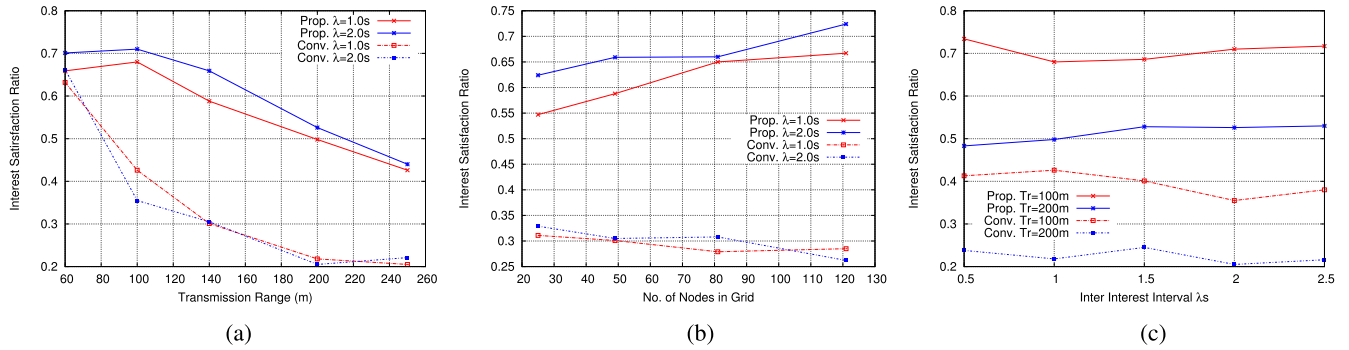 Interest Satirsfaction Ratio
0.8
0.7
0.6
0.5
0.4
0.3
0.2
Prop. λ=1.0s
Prop. λ=2.0s
Conv. λ=1.0s
Conv. λ=2.0s
60 80 100 120 140 160 180 200 220 240 260
Transmission Range (m)
(a)
Interest Satisfaction Ratio
0.75
0.7
0.65
0.6
0.55
0.5
0.45
0.4
0.35
0.3
0.25
Prop. λ=1.0s
Prop. λ=2.0s
Conv. λ=1.0s
Conv. λ=2.0s
20 30 40 50 60 70 80 90 100 110 120 130
No. of Nodes in Grid
(b)
Interest Satisfaction Ratio
0.8
0.7
0.6
0.5
0.4
0.3
0.2
Prop. Tr=100m
Prop. Tr=200m
Conv. Tr=100m
Conv. Tr=200m
0.5 1 1.5 2 2.5
Inter Interest Interval λs
(c)